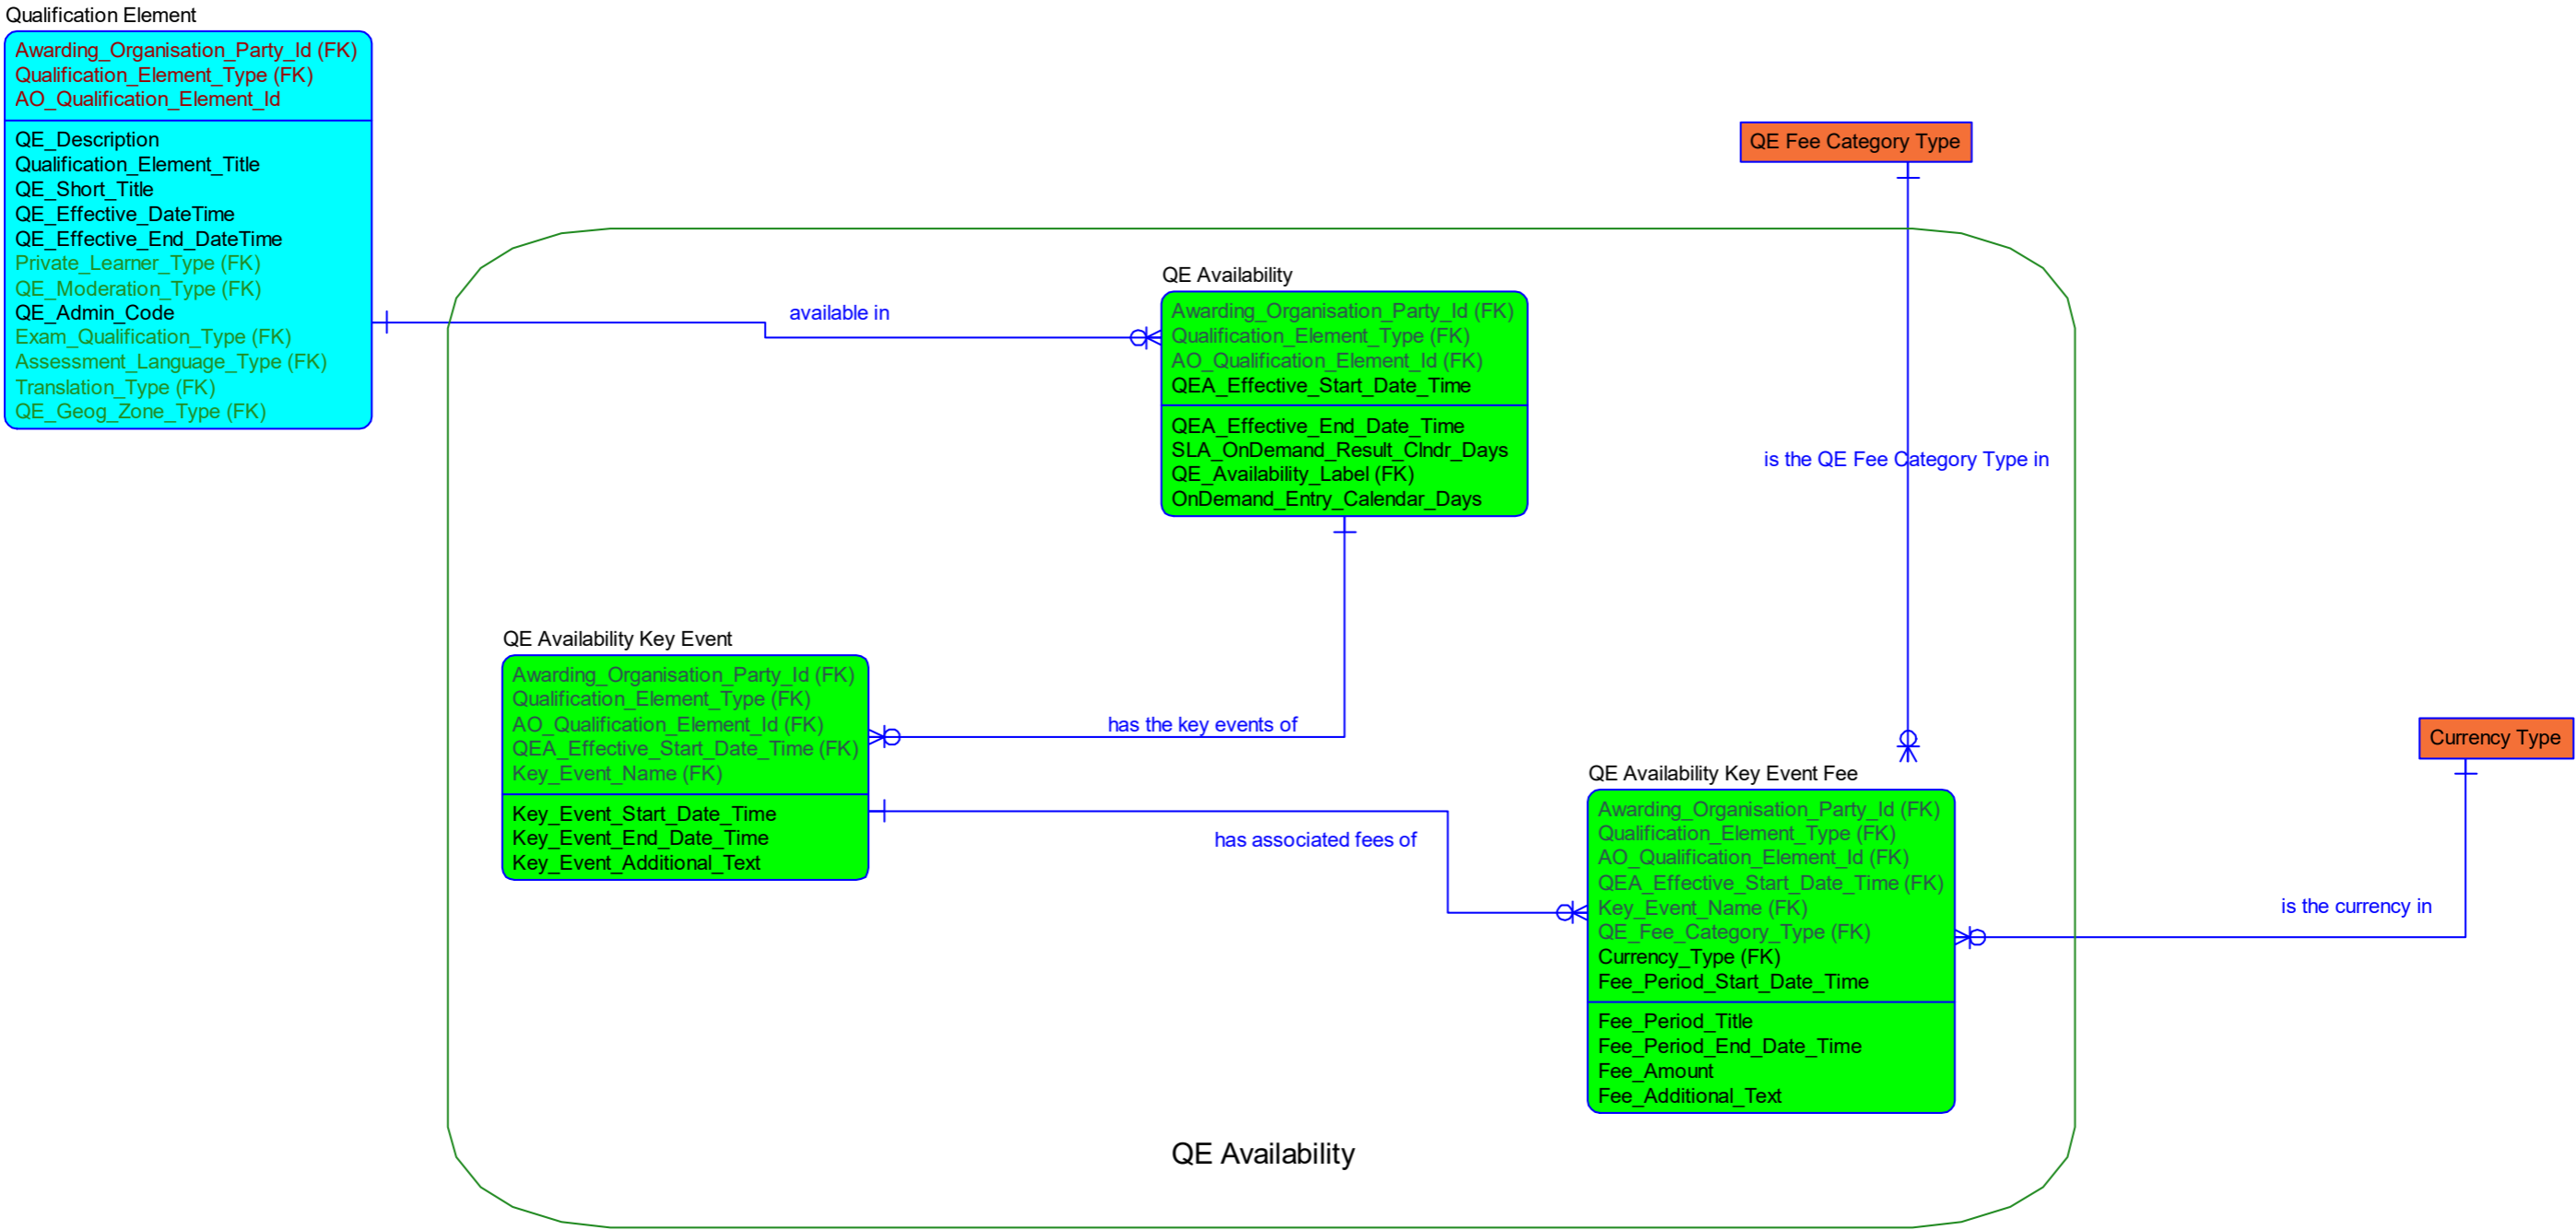 Qualification Element
Awarding_Organisation_Party_Id (FK)
Qualification_Element_Type (FK)
AO_Qualification_Element_Id
QE_Description
Qualification_Element_Title
QE_Short_Title
QE_Effective_DateTime
QE_Effective_End_DateTime
Private_Learner_Type (FK)
QE_Moderation_Type (FK)
QE_Admin_Code
Exam_Qualification_Type (FK)
Assessment_Language_Type (FK)
Translation_Type (FK)
QE_Geog_Zone_Type (FK)
QE Fee Category Type
available in
QE Availability
Awarding_Organisation_Party_Id (FK)
Qualification_Element_Type (FK)
AO_Qualification_Element_Id (FK)
QEA_Effective_Start_Date_Time
QEA_Effective_End_Date_Time
SLA_OnDemand_Result_Clndr_Days
QE_Availability_Label (FK)
OnDemand_Entry_Calendar_Days
is the QE Fee Category Type in
QE Availability Key Event
Awarding_Organisation_Party_Id (FK)
Qualification_Element_Type (FK)
AO_Qualification_Element_Id (FK)
QEA_Effective_Start_Date_Time (FK)
Key_Event_Name (FK)
Key_Event_Start_Date_Time
Key_Event_End_Date_Time
Key_Event_Additional_Text
has the key events of
has associated fees of
QE Availability Key Event Fee
Awarding_Organisation_Party_Id (FK)
Qualification_Element_Type (FK)
AO_Qualification_Element_Id (FK)
QEA_Effective_Start_Date_Time (FK)
Key_Event_Name (FK)
QE_Fee_Category_Type (FK)
Currency_Type (FK)
Fee_Period_Start_Date_Time
Fee_Period_Title
Fee_Period_End_Date_Time
Fee_Amount
Fee_Additional_Text
Currency Type
is the currency in
QE Availability